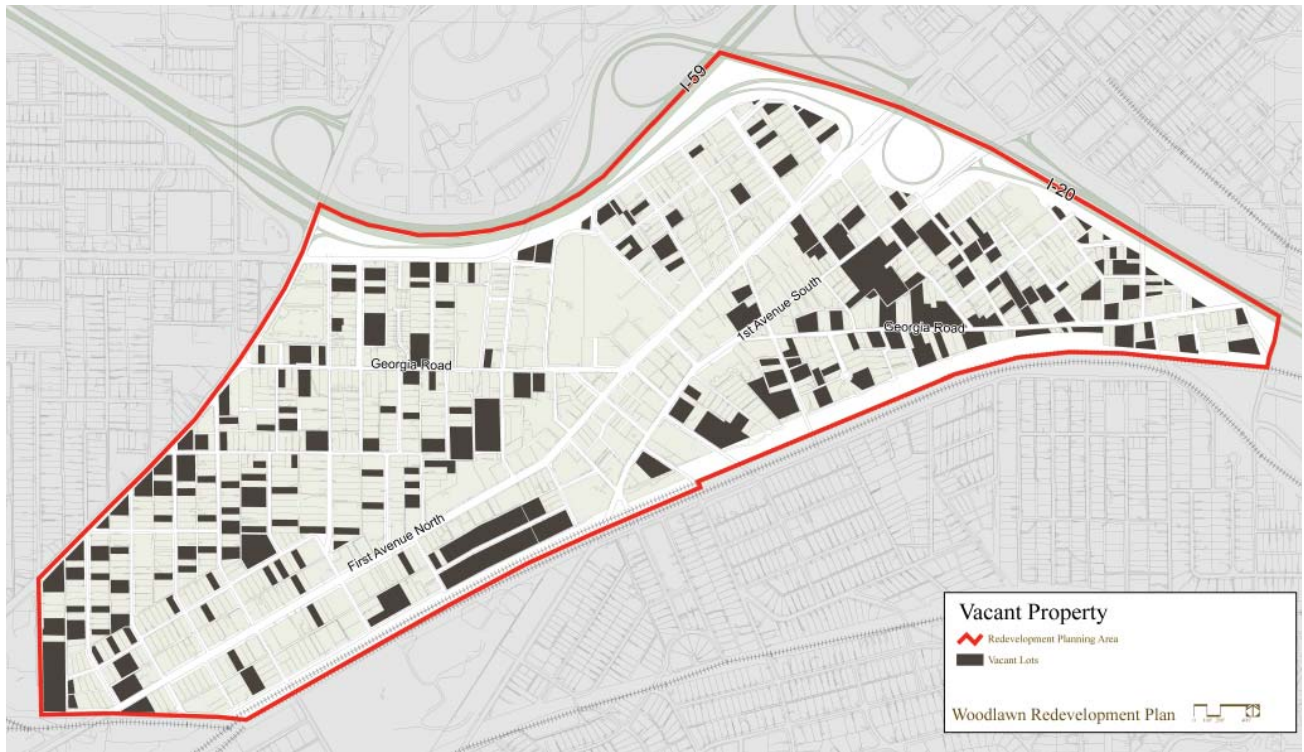 I-59
I-20
1st Avenue South
Georgia Road
Georgia Road
First Avenue North
Vacant Property
Redevelopment Planning Area
Vacant Lots
Woodlawn Redevelopment Plan